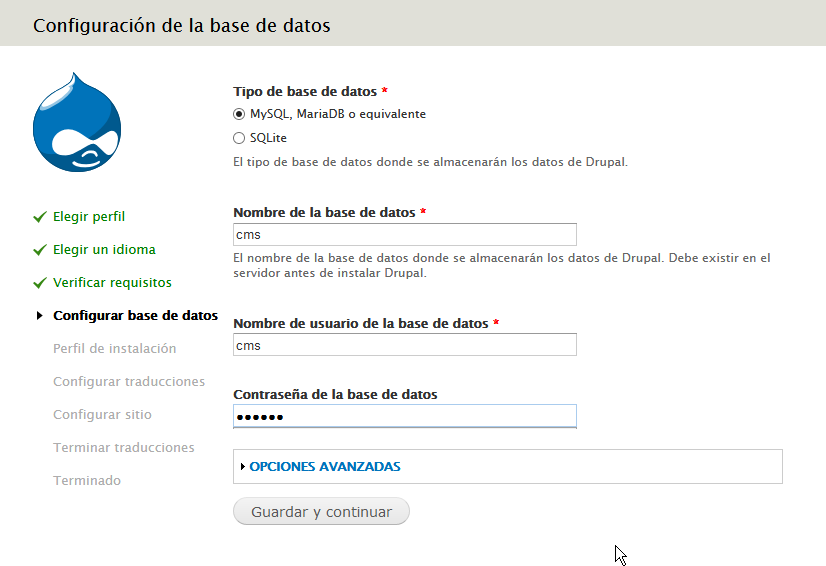 Configuración de la base de datos
Tipo de base de datos *
MySQL, MariaDB o equivalente
SQLite
El tipo de base de datos donde se almacenarán los datos de Drupal.
Elegir perfil
Elegir un idioma
Verificar requisitos
Configurar base de datos
Perfil de instalación
Configurar traducciones
Configurar sitio
Terminar traducciones
Terminado
Nombre de la base de datos *
cms
El nombre de la base de datos donde se almacenarán los datos de Drupal. Debe existir en el
servidor antes de instalar Drupal.
Nombre de usuario de la base de datos *
cms
Contraseña de la base de datos
••••••
OPCIONES AVANZADAS
Guardar y continuar